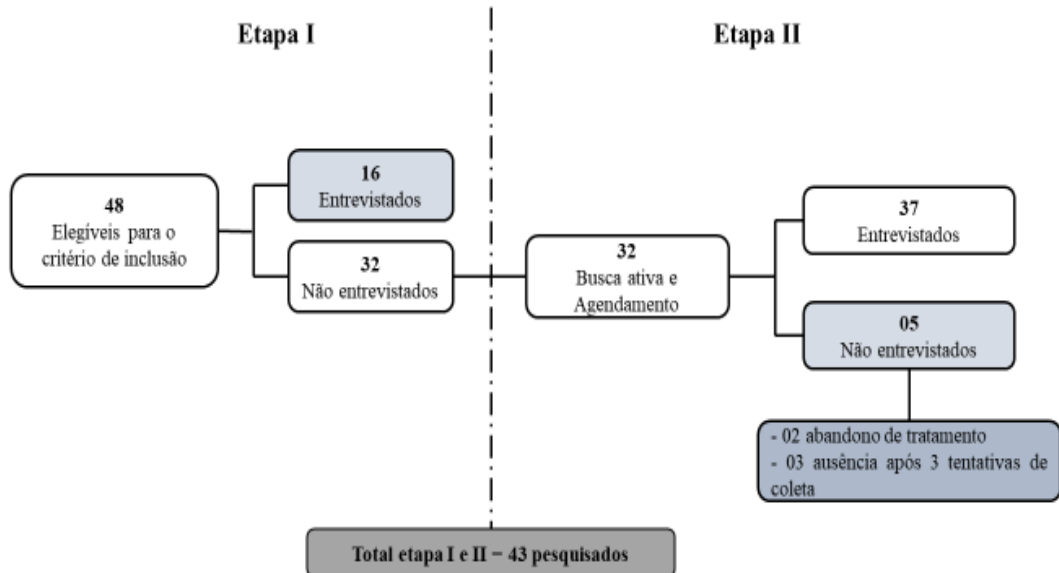 Etapa I
Etapa II
48
Elegíveis para o
critério de inclusão
16
Entrevistados
32
Não entrevistados
32
Busca ativa e
Agendamento
37
Entrevistados
05
Não entrevistados
- 02 abandono de tratamento
- 03 ausência após 3 tentativas de
coleta
Total etapa I e II – 43 pesquisados